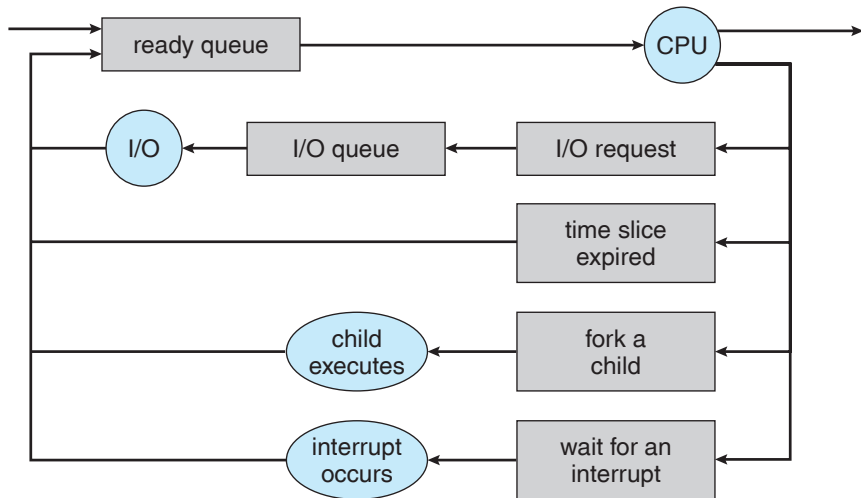 ready queue
CPU
I/O
I/O queue
I/O request
time slice
expired
child
executes
fork a
child
interrupt
occurs
wait for an
interrupt